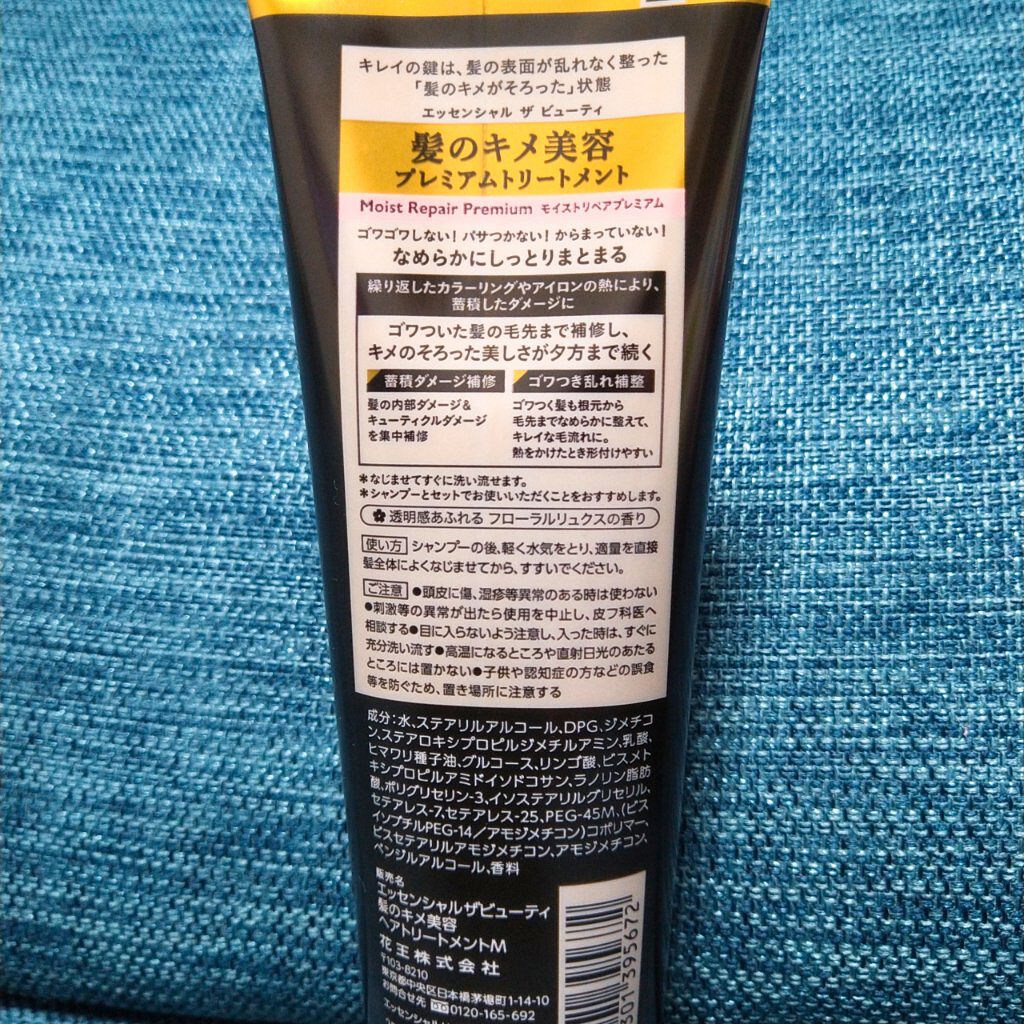 キレイの鍵は、髪の表面が乱れなく整った
「髪のキメがそろった」状態
エッセンシャル ザ ビューティ
髪のキメ美容
プレミアムトリートメント
Moist Repair Premium モイストリペアプレミアム
ゴワゴワしない! パサつかない! からまっていない!
なめらかにしっとりまとまる
繰り返したカラーリングやアイロンの熱により、
蓄積したダメージに
ゴワついた髪の毛先まで補修し、
キメのそろった美しさが夕方まで続く
蓄積ダメージ補修
髪の内部ダメージ&
キューティクルダメージ
を集中補修
ゴワつき乱れ補整
ゴワつく髪も根元から
毛先までなめらかに整えて、
キレイな毛流れに。
熱をかけたとき形付けやすい
*なじませてすぐに洗い流せます。
*シャンプーとセットでお使いいただくことをおすすめします。
透明感あふれる フローラルリュクスの香り
使い方 シャンプーの後、軽く水気をとり、適量を直接
髪全体によくなじませてから、すすいでください。
ご注意 ●頭皮に傷、湿疹等異常のある時は使わない
●刺激等の異常が出たら使用を中止し、皮フ科医へ
相談する●目に入らないよう注意し、入った時は、すぐに
充分洗い流す●高温になるところや直射日光のあたる
ところには置かない●子供や認知症の方などの誤食
等を防ぐため、置き場所に注意する
成分:水、ステアリルアルコール、DPG、ジメチコ
ン、ステアロキシプロピルジメチルアミン、乳酸、
ヒマワリ種子油、グルコース、リンゴ酸、ビスメト
キシプロピルアミドイソドコサン、ラノリン脂肪
酸、ポリグリセリン-3、イソステアリルグリセリル、
セテアレス-7、セテアレス-25、PEG-45M、(ビス
イソブチルPEG-14/アモジメチコン)コポリマー、
ビスセテアリルアモジメチコン、アモジメチコン、
ベンジルアルコール、香料
販売名
エッセンシャルザビューティ
髪のキメ美容
ヘアトリートメントM
花王株式会社
〒103-8210
東京都中央区日本橋茅場町1-14-10
お問合せ先 0120-165-692
エッセンシャル
301 395672